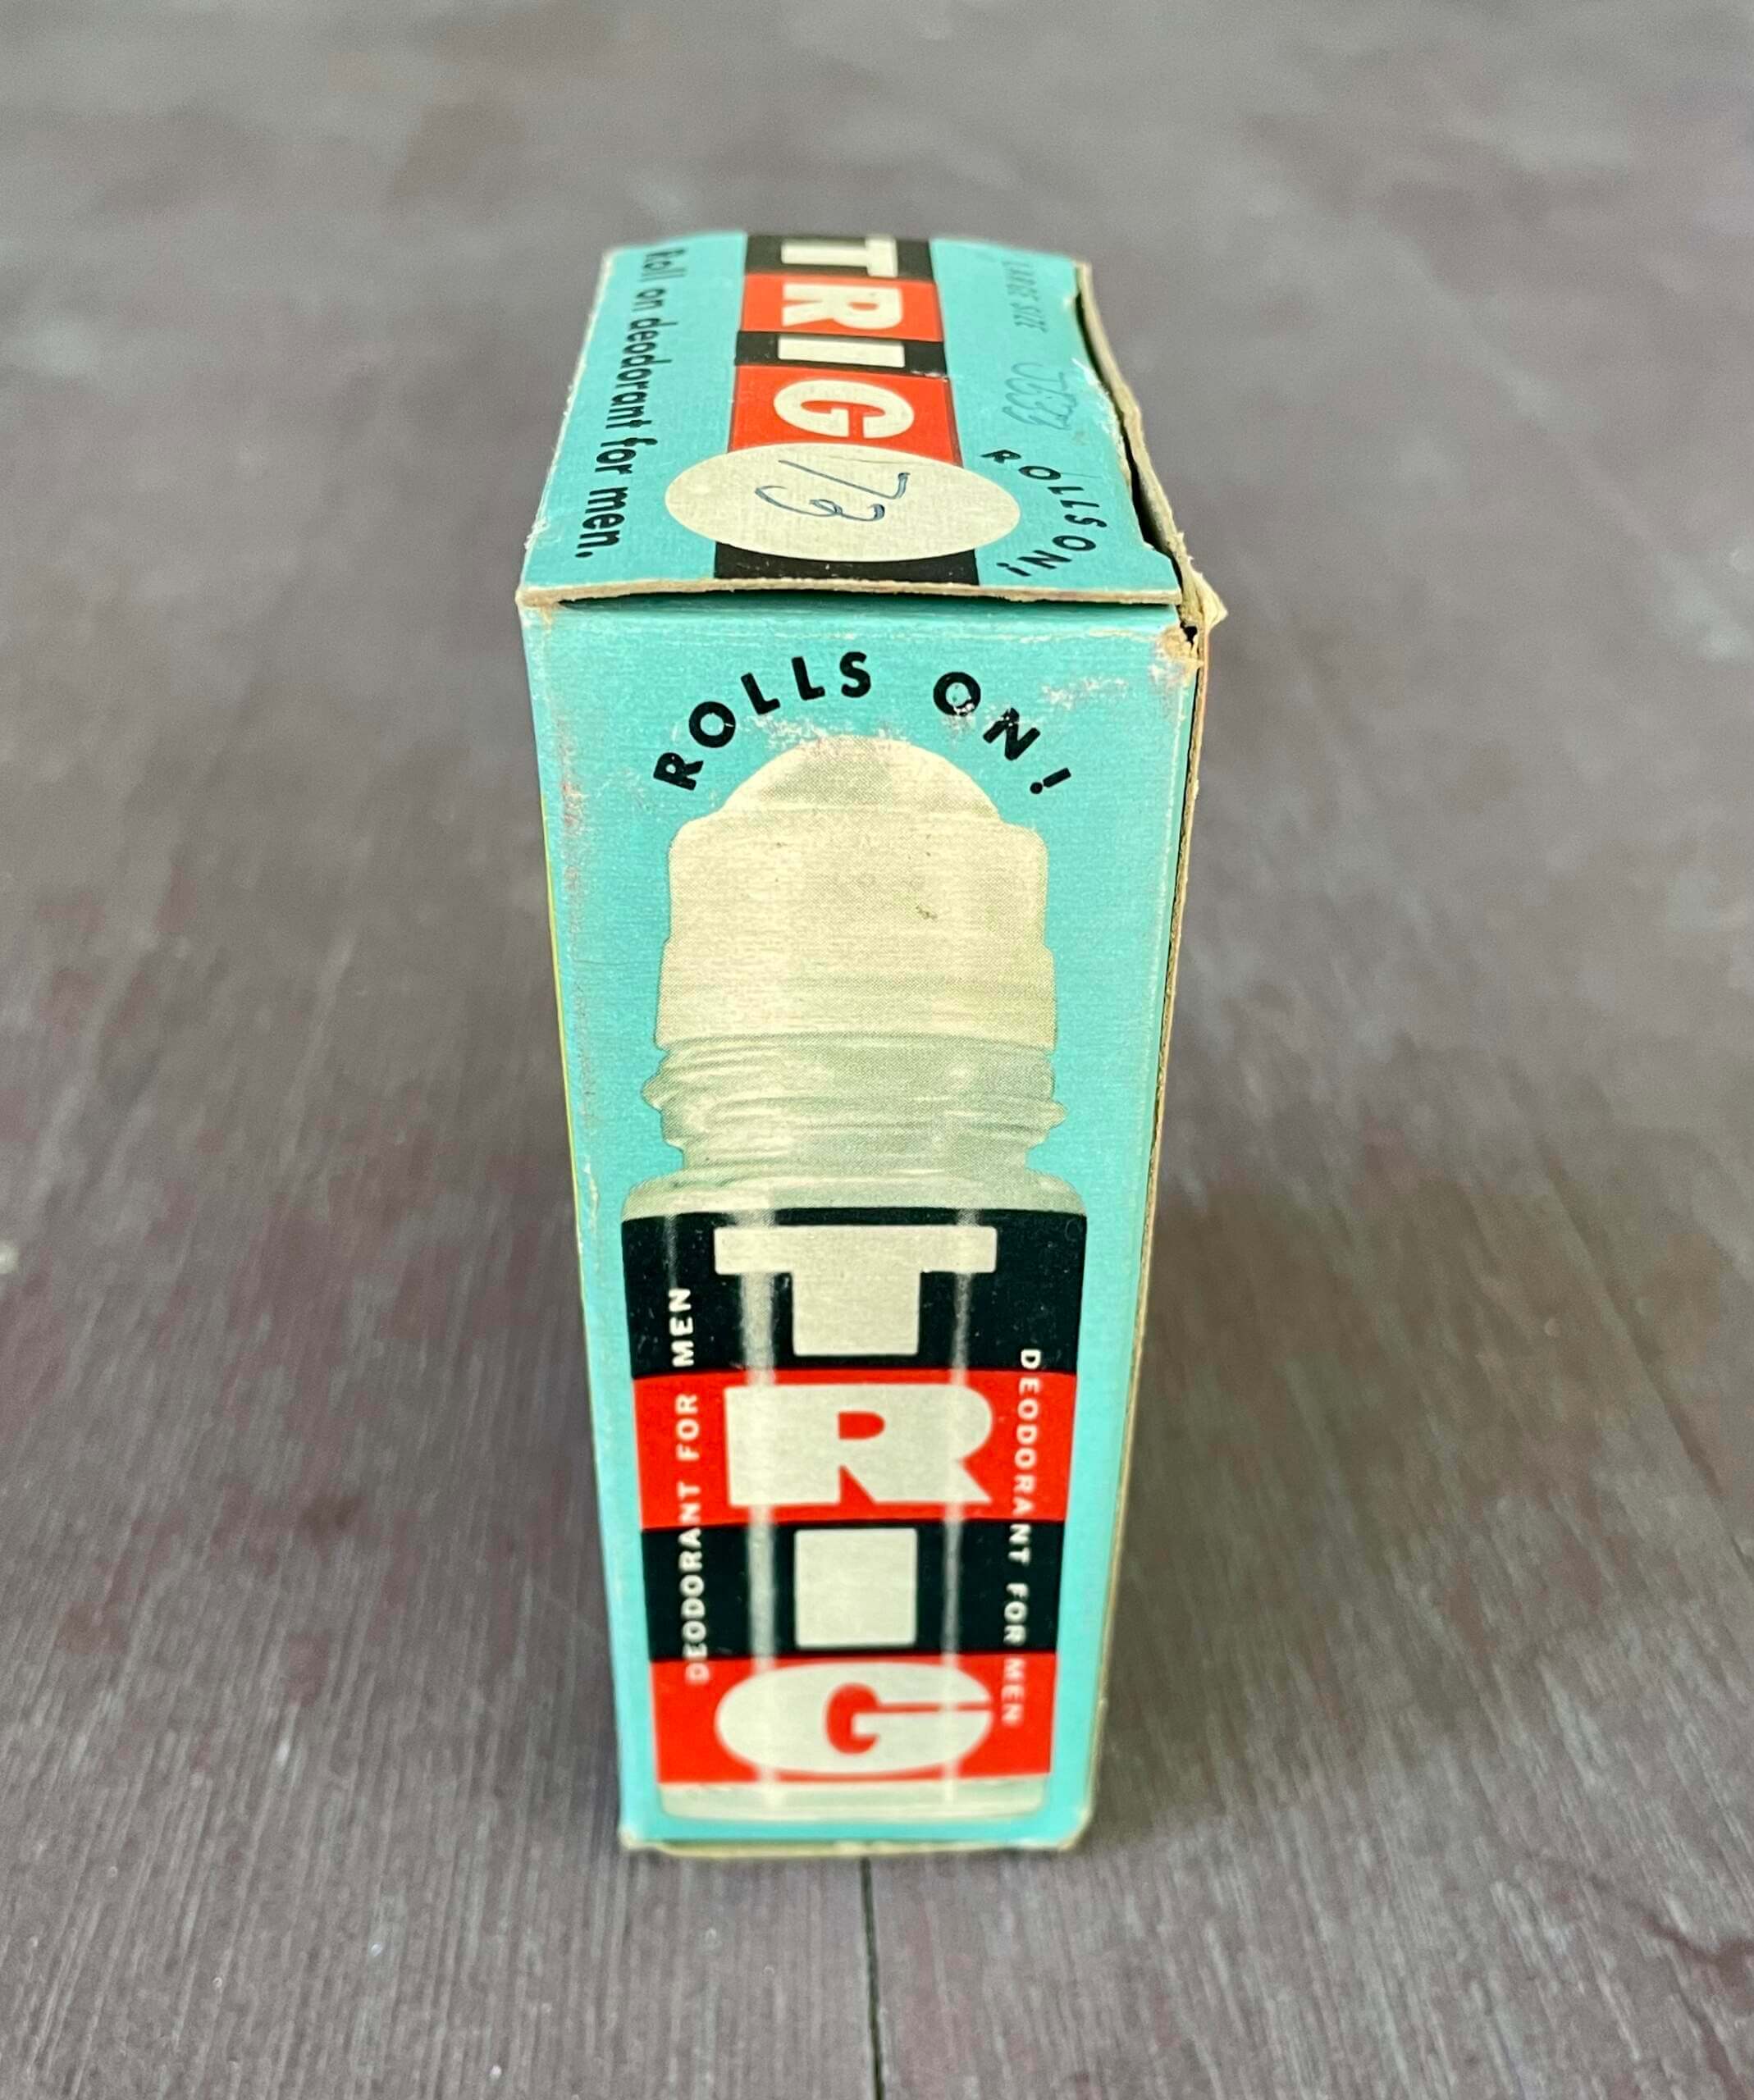 Roll on deodorant for men.
TRIG
73
LARGE SIZE
ROLLS ON!
ROLLS ON!
TRIG
DEODORANT FOR MEN
DEODORANT FOR MEN